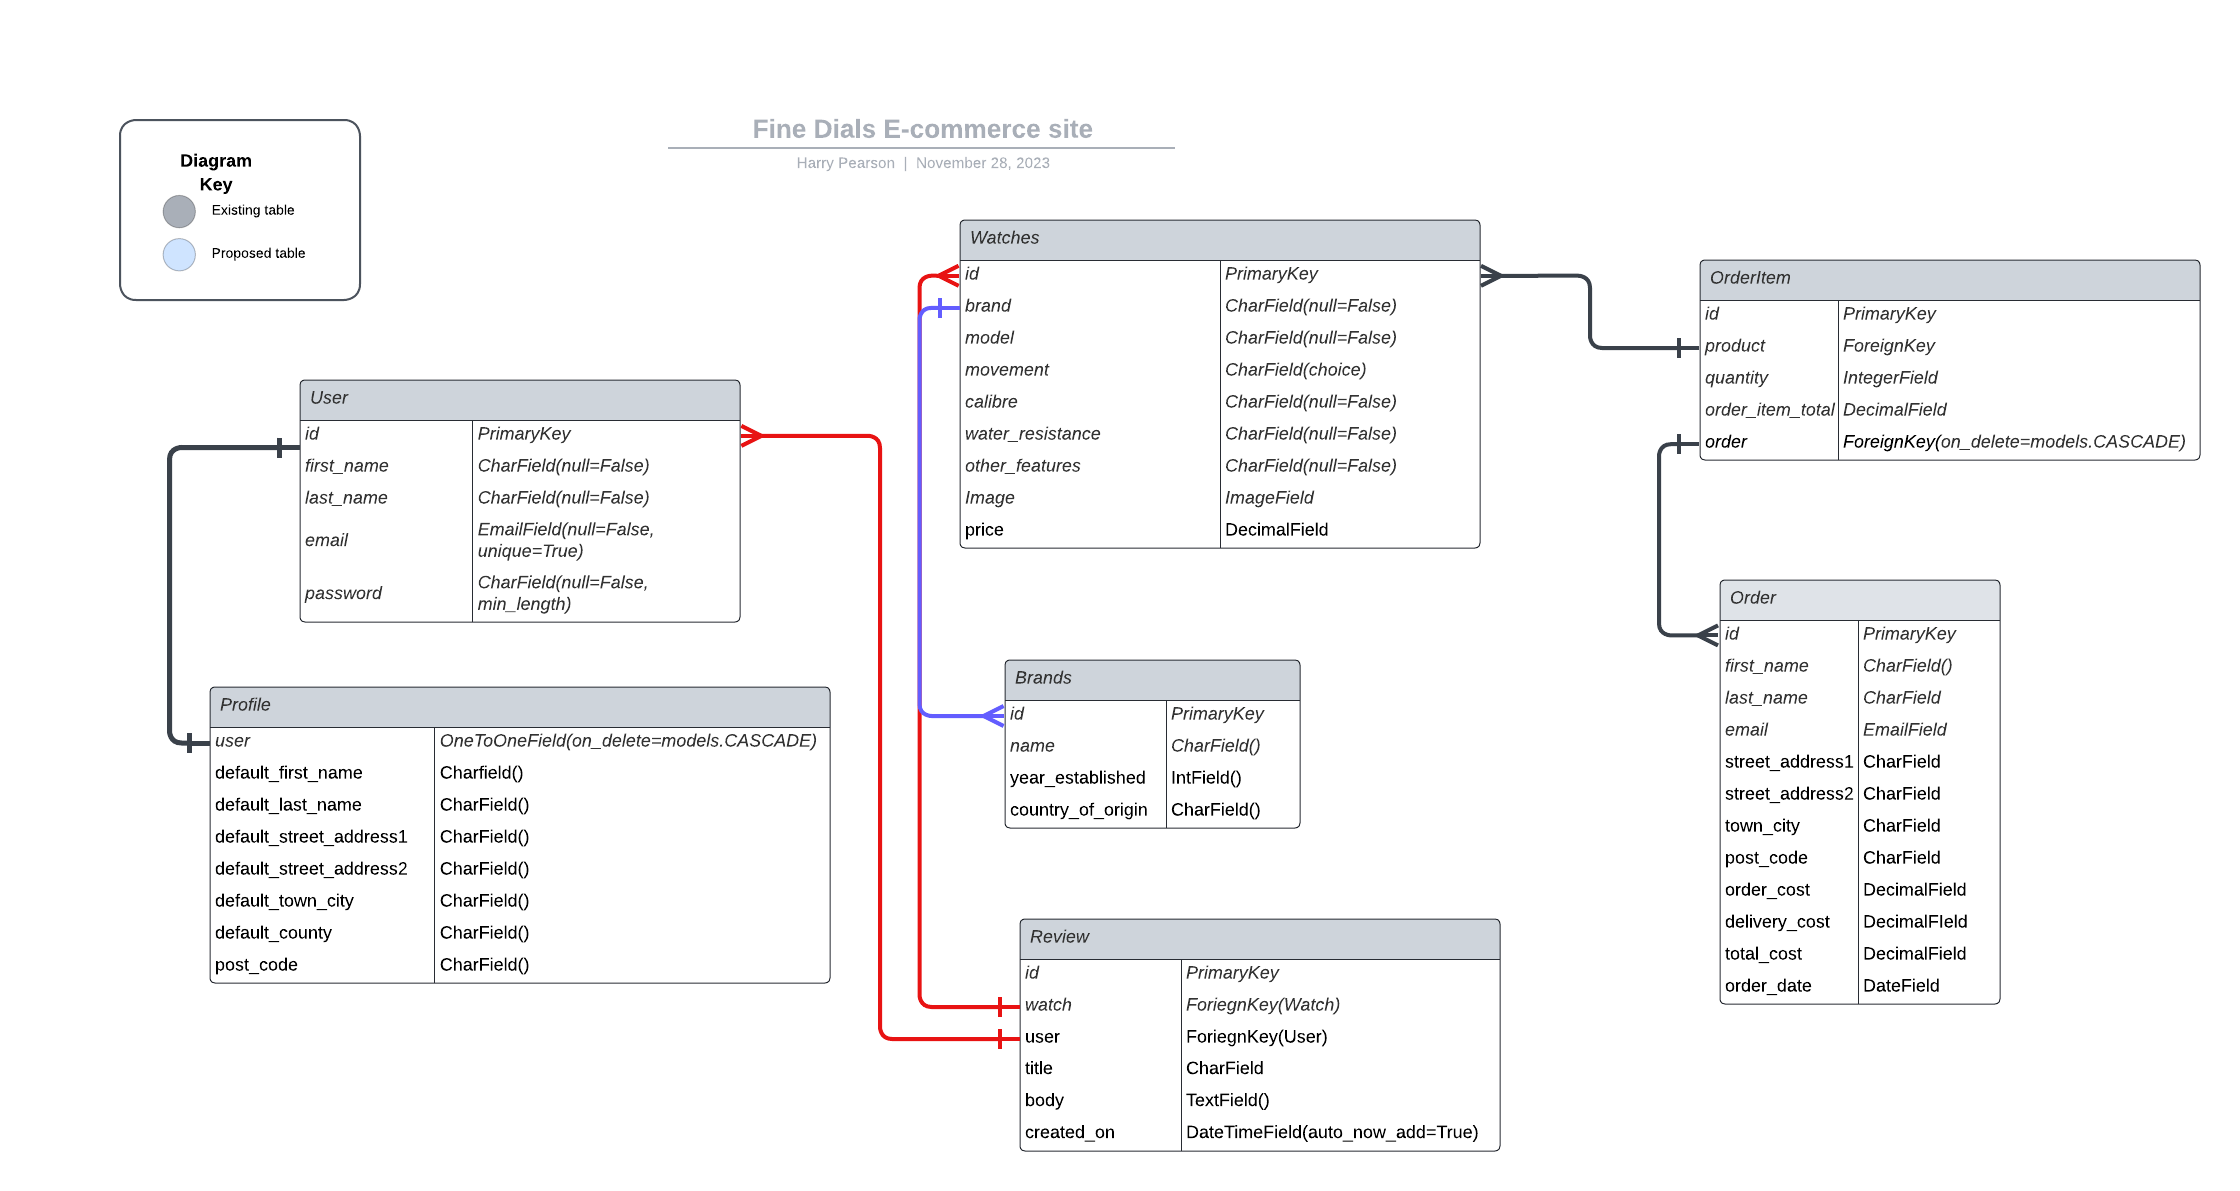 Fine Dials E-commerce site
Harry Pearson | November 28, 2023
Diagram
Key
Existing table
Proposed table
User
id PrimaryKey
first_name CharField(null=False)
last_name CharField(null=False)
email EmailField(null=False,
unique=True)
password CharField(null=False,
min_length)
Profile
user OneToOneField(on_delete=models.CASCADE)
default_first_name Charfield()
default_last_name CharField()
default_street_address1 CharField()
default_street_address2 CharField()
default_town_city CharField()
default_county CharField()
post_code CharField()
Watches
id PrimaryKey
brand CharField(null=False)
model CharField(null=False)
movement CharField(choice)
calibre CharField(null=False)
water_resistance CharField(null=False)
other_features CharField(null=False)
Image ImageField
price DecimalField
Brands
id PrimaryKey
name CharField()
year_established IntField()
country_of_origin CharField()
Review
id PrimaryKey
watch ForiegnKey(Watch)
user ForiegnKey(User)
title CharField
body TextField()
created_on DateTimeField(auto_now_add=True)
OrderItem
id PrimaryKey
product ForeignKey
quantity IntegerField
order_item_total DecimalField
order ForeignKey(on_delete=models.CASCADE)
Order
id PrimaryKey
first_name CharField()
last_name CharField
email EmailField
street_address1 CharField
street_address2 CharField
town_city CharField
post_code CharField
order_cost DecimalField
delivery_cost DecimalFIeld
total_cost DecimalField
order_date DateField